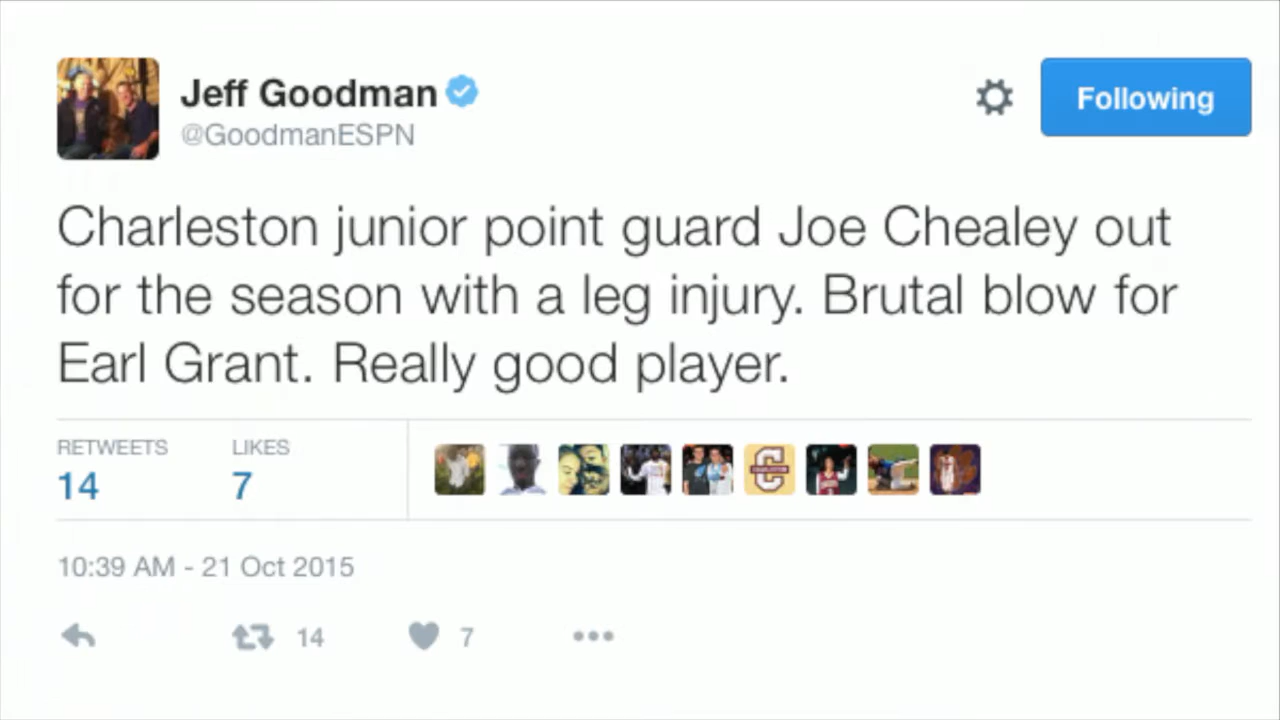 Jeff Goodman
@GoodmanESPN
Following
Charleston junior point guard Joe Chealey out
for the season with a leg injury. Brutal blow for
Earl Grant. Really good player.
RETWEETS LIKES
14 7
C
CHARLESTON
10:39 AM - 21 Oct 2015
14 7